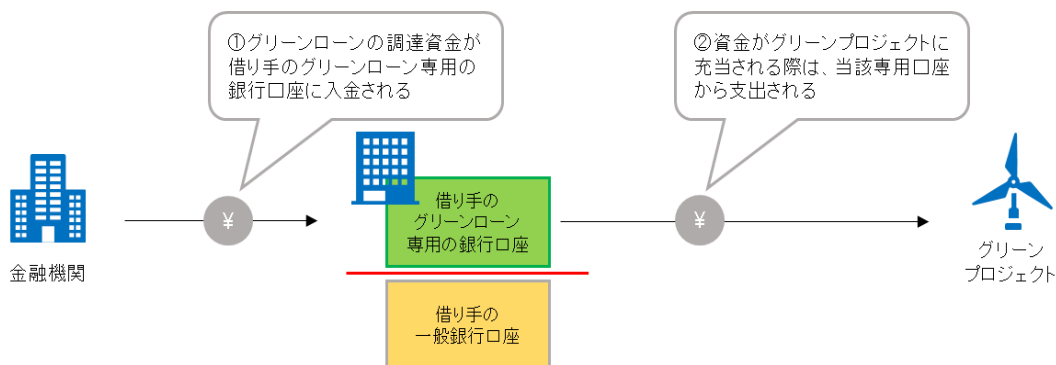 ①グリーンローンの調達資金が
借り手のグリーンローン専用の
銀行口座に入金される
②資金がグリーンプロジェクトに
充当される際は、当該専用口座
から支出される
金融機関
¥
借り手の
グリーンローン
専用の銀行口座
¥
グリーン
プロジェクト
借り手の
一般銀行口座